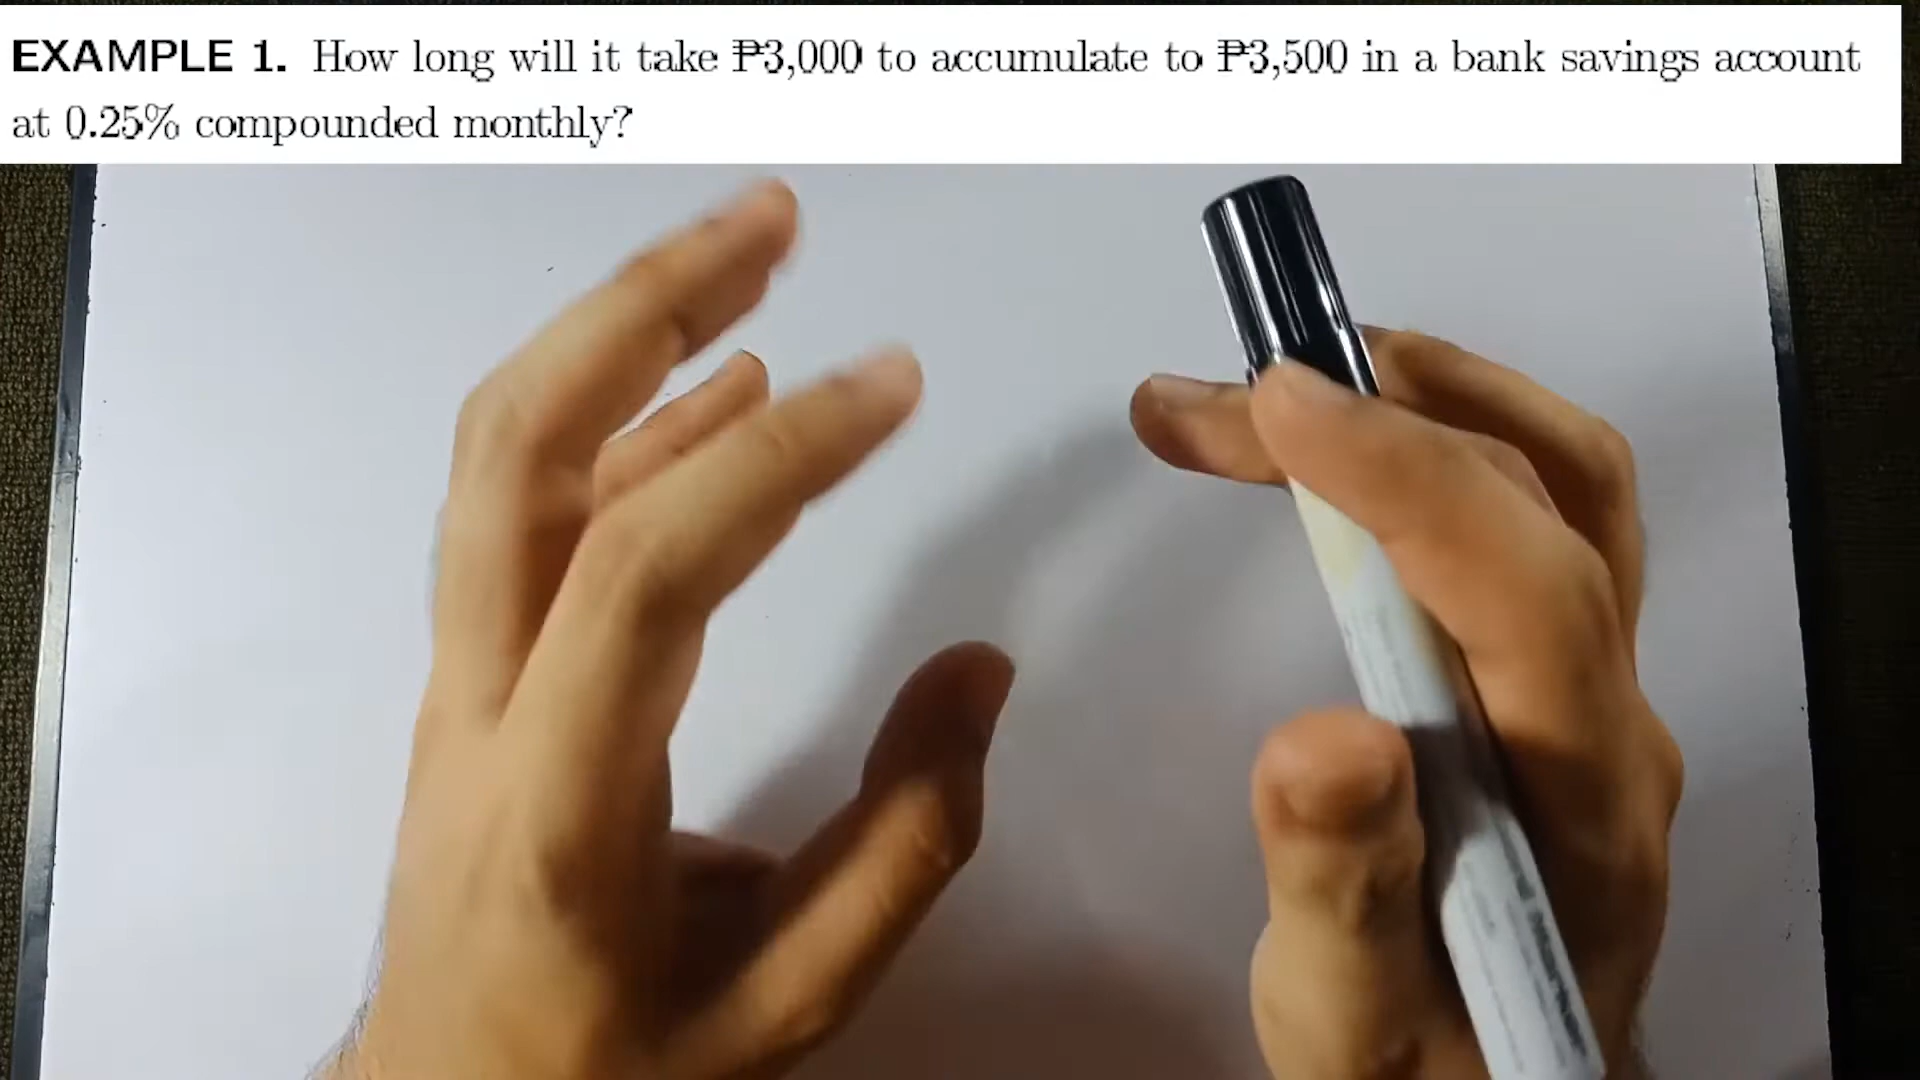 EXAMPLE 1. How long will it take ₱3,000 to accumulate to ₱3,500 in a bank savings account
at 0.25% compounded monthly?